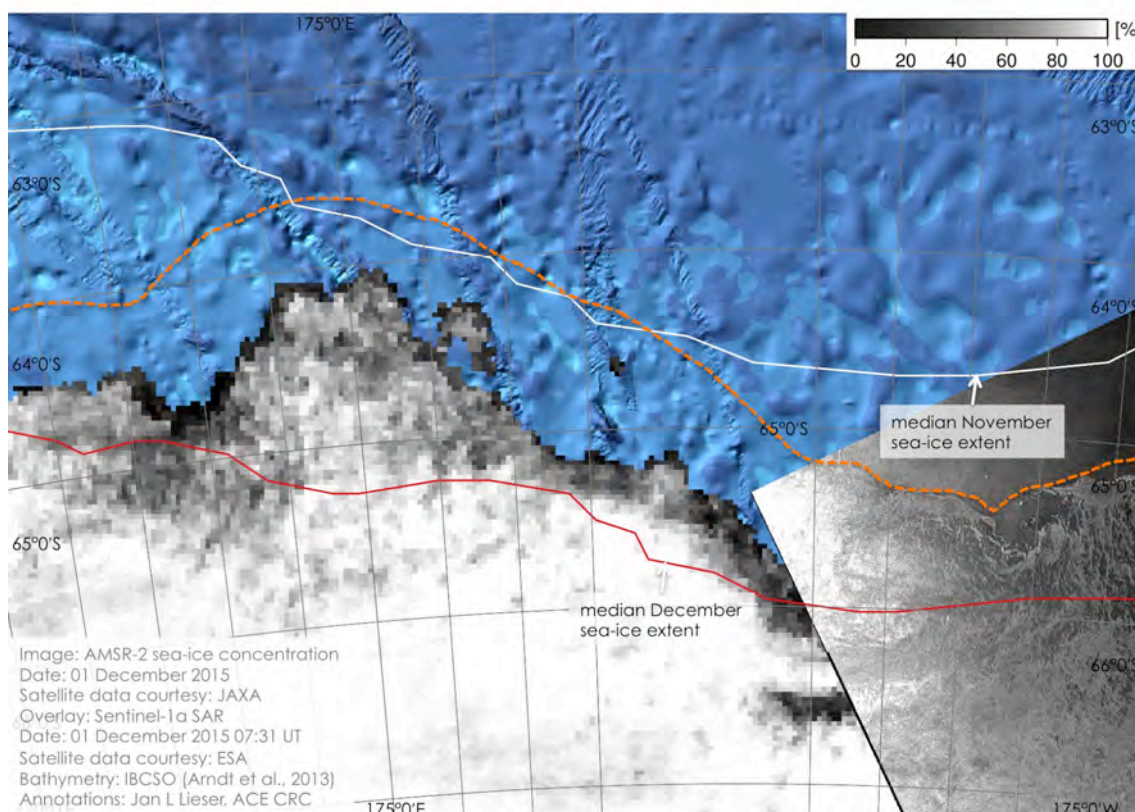 175°0'E
[%
0 20 40 60 80 100
63°0'S
63°0'S
64°0'S
64°0'S
65°0'S
median November
sea-ice extent
65°0'S
65°0'S
median December
sea-ice extent
66°0'S
Image: AMSR-2 sea-ice concentration
Date: 01 December 2015
Satellite data courtesy: JAXA
Overlay: Sentinel-1a SAR
Date: 01 December 2015 07:31 UT
Satellite data courtesy: ESA
Bathymetry: IBCSO (Arndt et al., 2013)
Annotations: Jan L Lieser, ACE CRC
175°0'E
175°0'W